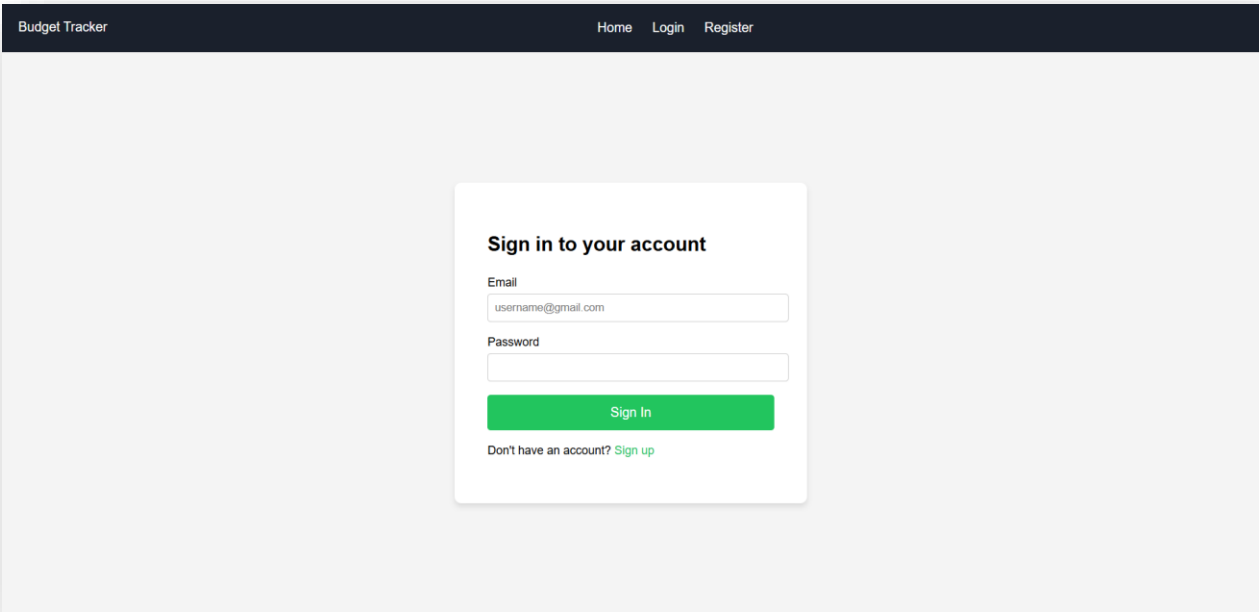 Budget Tracker Home Login Register
Sign in to your account
Email
username@gmail.com
Password
Sign In
Don't have an account? Sign up